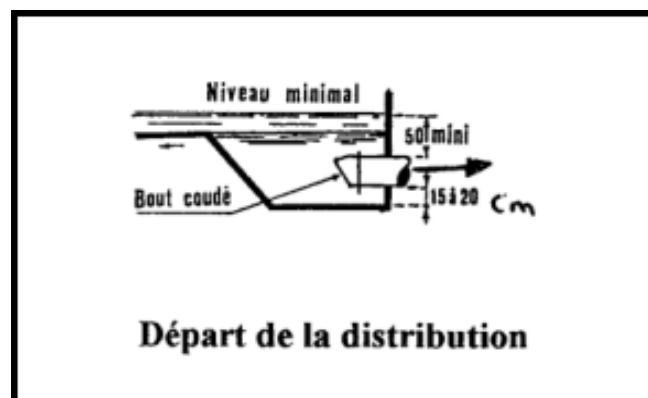 Niveau minimal
50 mini
Bout coudé
15 à 20 cm
Départ de la distribution